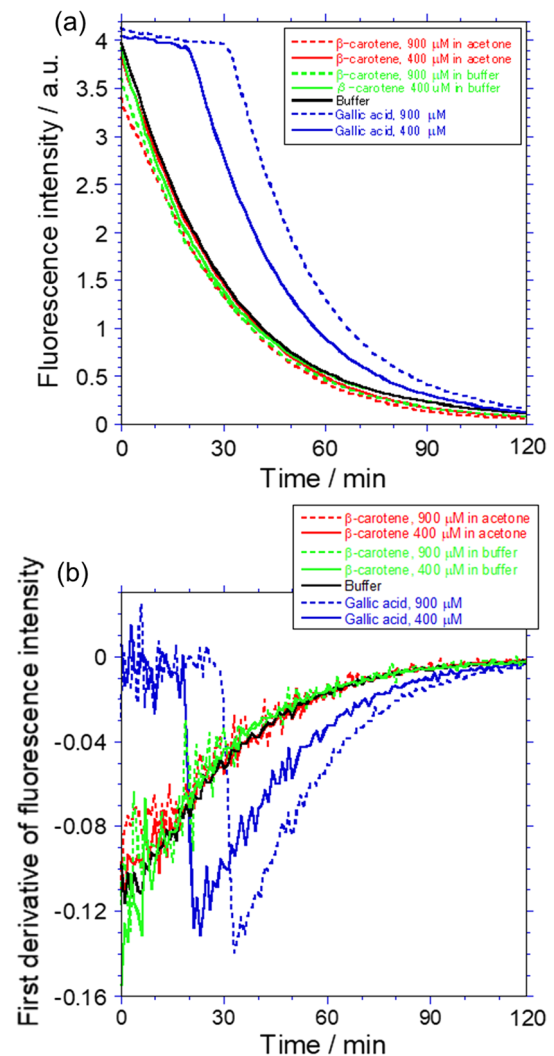 (a)
4
3.5
3
2.5
2
1.5
1
0.5
0
Fluorescence intensity / a.u.
β-carotene, 900 μM in acetone
β-carotene, 400 μM in acetone
β-carotene, 900 μM in buffer
β-carotene 400 uM in buffer
Buffer
Gallic acid, 900 μM
Gallic acid, 400 μM
0 30 60 90 120
Time / min
(b)
β-carotene, 900 μM in acetone
β-carotene 400 μM in acetone
β-carotene, 900 μM in buffer
β-carotene, 400 μM in buffer
Buffer
Gallic acid, 900 μM
Gallic acid, 400 μM
First derivative of fluorescence intensity
0
-0.04
-0.08
-0.12
-0.16
0 30 60 90 120
Time / min